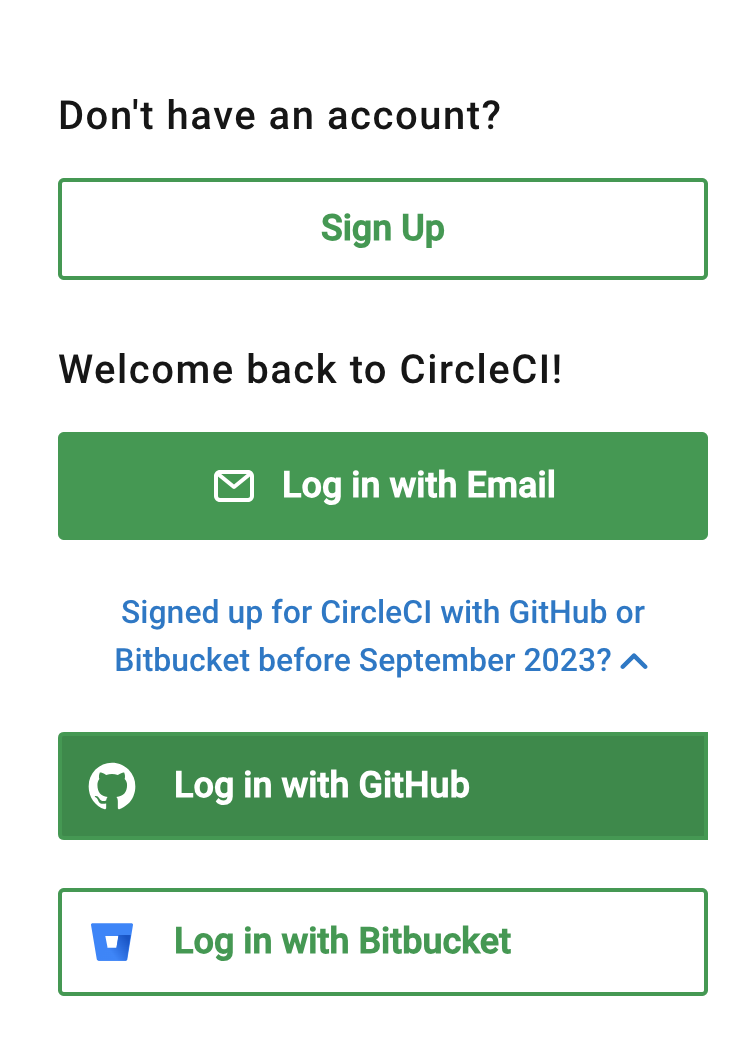 Don't have an account?
Sign Up
Welcome back to CircleCI!
Log in with Email
Signed up for CircleCI with GitHub or
Bitbucket before September 2023?
Log in with GitHub
Log in with Bitbucket